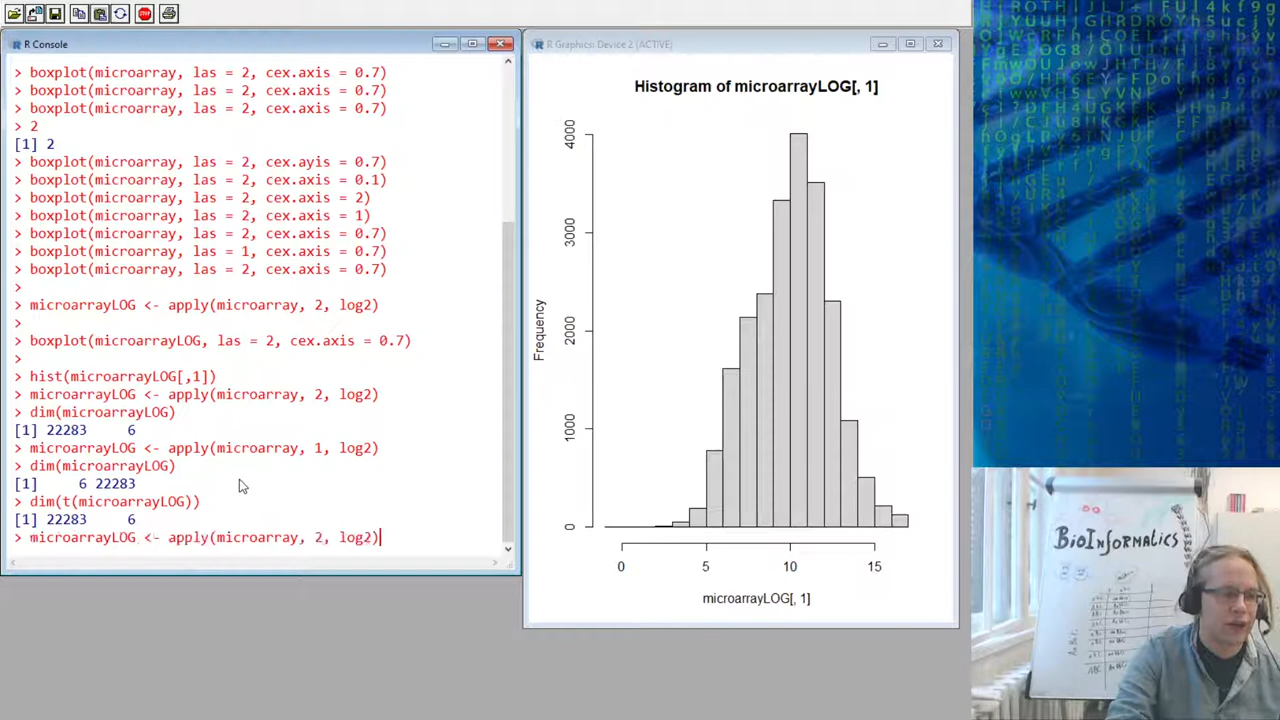 R Console
> boxplot(microarray, las = 2, cex.axis = 0.7)
> boxplot(microarray, las = 2, cex.axis = 0.7)
> boxplot(microarray, las = 2, cex.axis = 0.7)
> 2
[1] 2
> boxplot(microarray, las = 2, cex.ayis = 0.7)
> boxplot(microarray, las = 2, cex.axis = 0.1)
> boxplot(microarray, las = 2, cex.axis = 2)
> boxplot(microarray, las = 2, cex.axis = 1)
> boxplot(microarray, las = 2, cex.axis = 0.7)
> boxplot(microarray, las = 1, cex.axis = 0.7)
> boxplot(microarray, las = 2, cex.axis = 0.7)
>
> microarrayLOG <- apply(microarray, 2, log2)
>
> boxplot(microarrayLOG, las = 2, cex.axis = 0.7)
>
> hist(microarrayLOG[,1])
> microarrayLOG <- apply(microarray, 2, log2)
> dim(microarrayLOG)
[1] 22283     6
> microarrayLOG <- apply(microarray, 1, log2)
> dim(microarrayLOG)
[1]     6 22283
> dim(t(microarrayLOG))
[1] 22283     6
> microarrayLOG <- apply(microarray, 2, log2)
R Graphics: Device 2 (ACTIVE)
Histogram of microarrayLOG[, 1]
Frequency
4000
3000
2000
1000
0
0 5 10 15
microarrayLOG[, 1]
STOP
BioInformatics